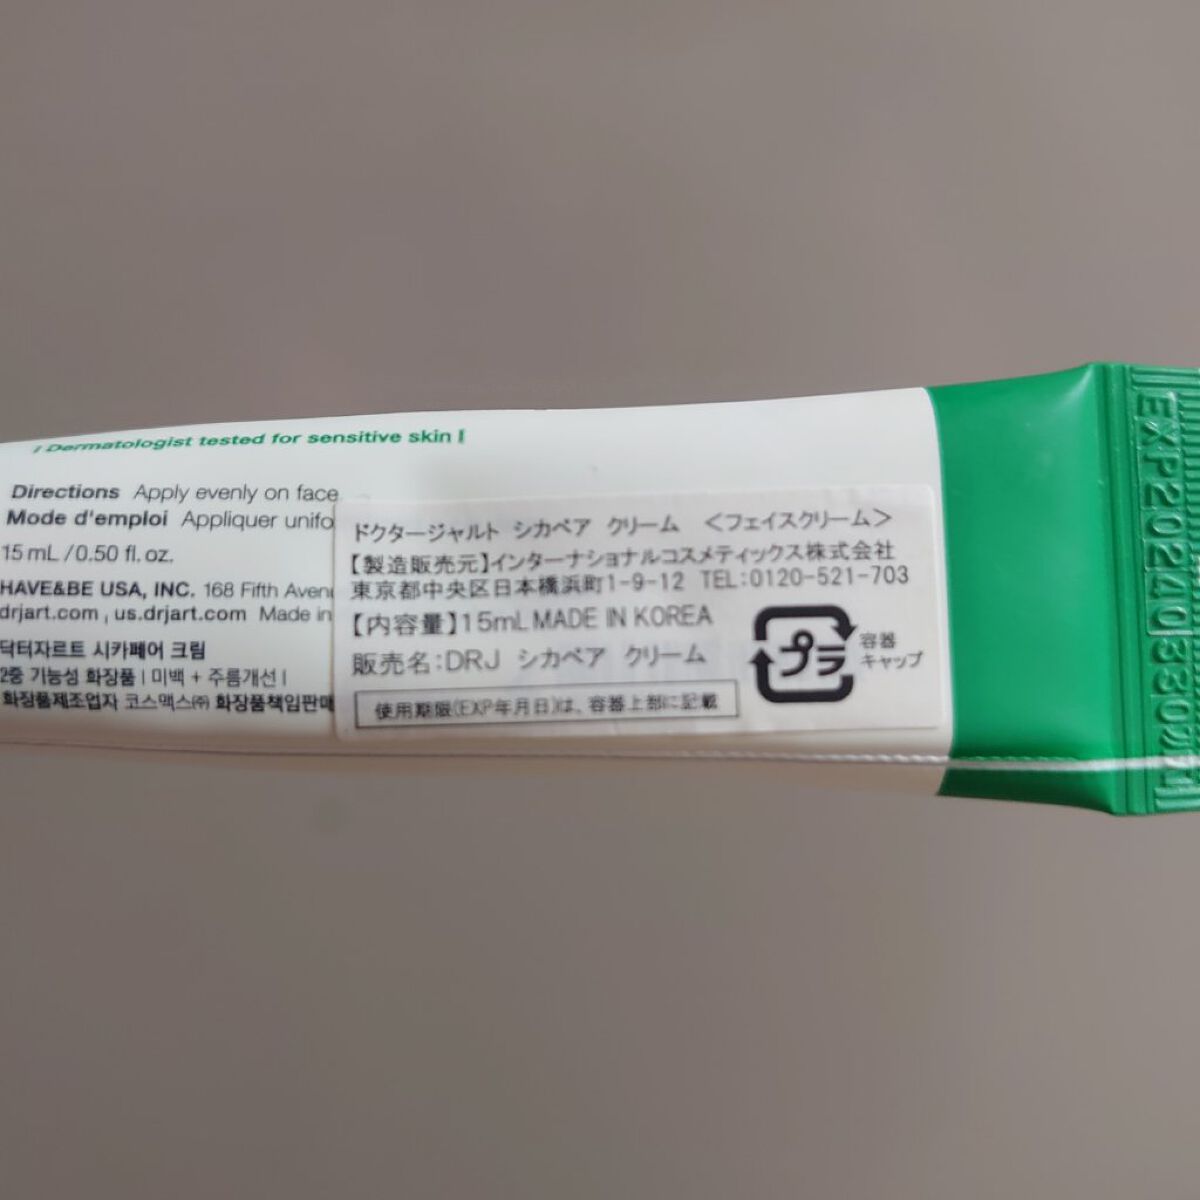 | Dermatologist tested for sensitive skin |
Directions Apply evenly on face
Mode d'emploi Appliquer unifo
15 mL / 0.50 fl. oz.
HAVE&BE USA, INC. 168 Fifth Aven
drjart.com , us.drjart.com Made in
닥터자르트 시카페어 크림
2중 기능성 화장품 | 미백 + 주름개선 |
화장품제조업자 코스맥스㈜ 화장품책임판매
ドクタージャルト シカペア クリーム <フェイスクリーム>
【製造販売元】インターナショナルコスメティックス株式会社
東京都中央区日本橋浜町1-9-12 TEL:0120-521-703
【内容量】15mL MADE IN KOREA
販売名:DRJ シカペア クリーム
使用期限(EXP年月日)は、容器上部に記載
プラ
容器
キャップ
EXP20240330